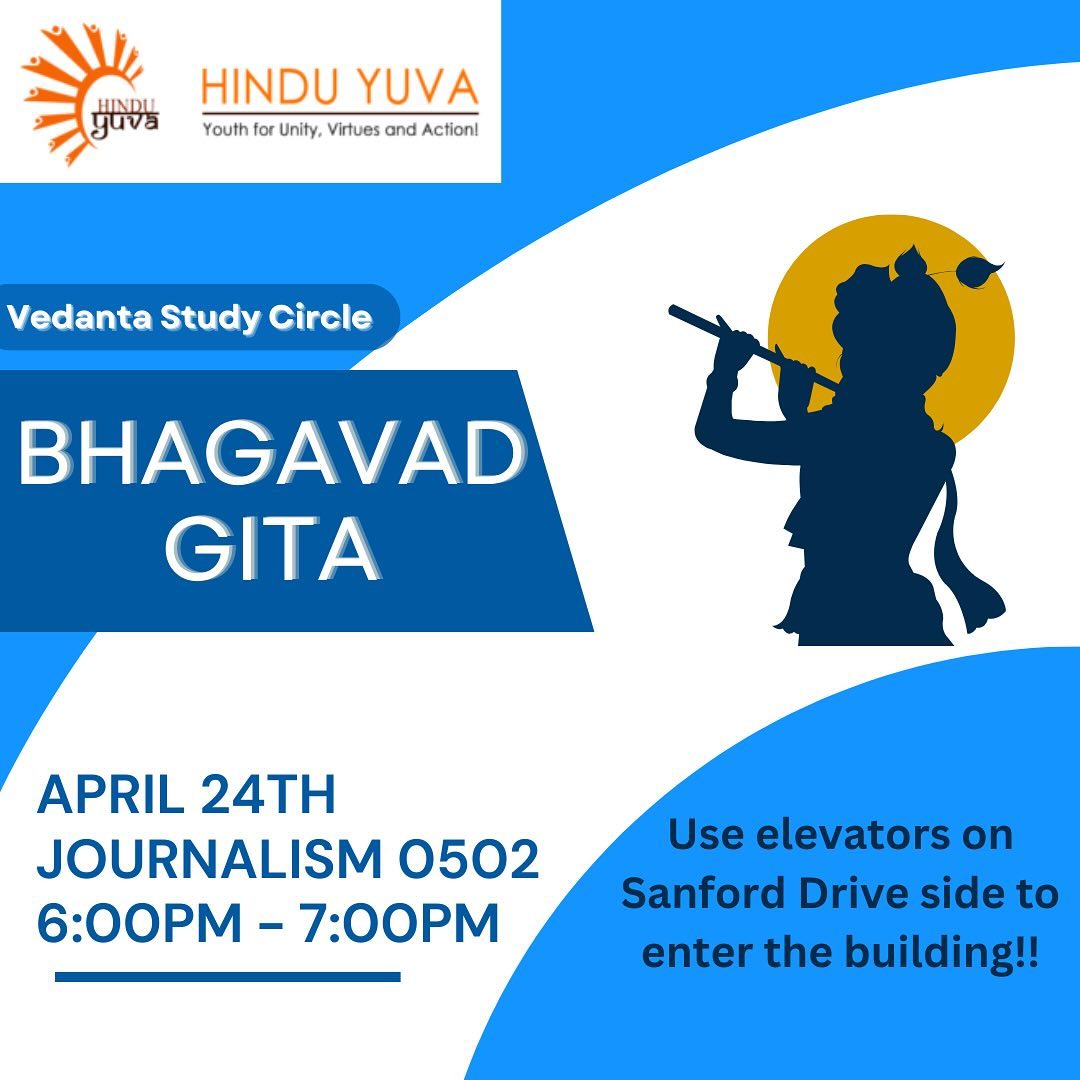 HINDU
yuva
HINDU YUVA
Youth for Unity, Virtues and Action!
Vedanta Study Circle
BHAGAVAD
GITA
APRIL 24TH
JOURNALISM 0502
6:00PM - 7:00PM
Use elevators on
Sanford Drive side to
enter the building!!